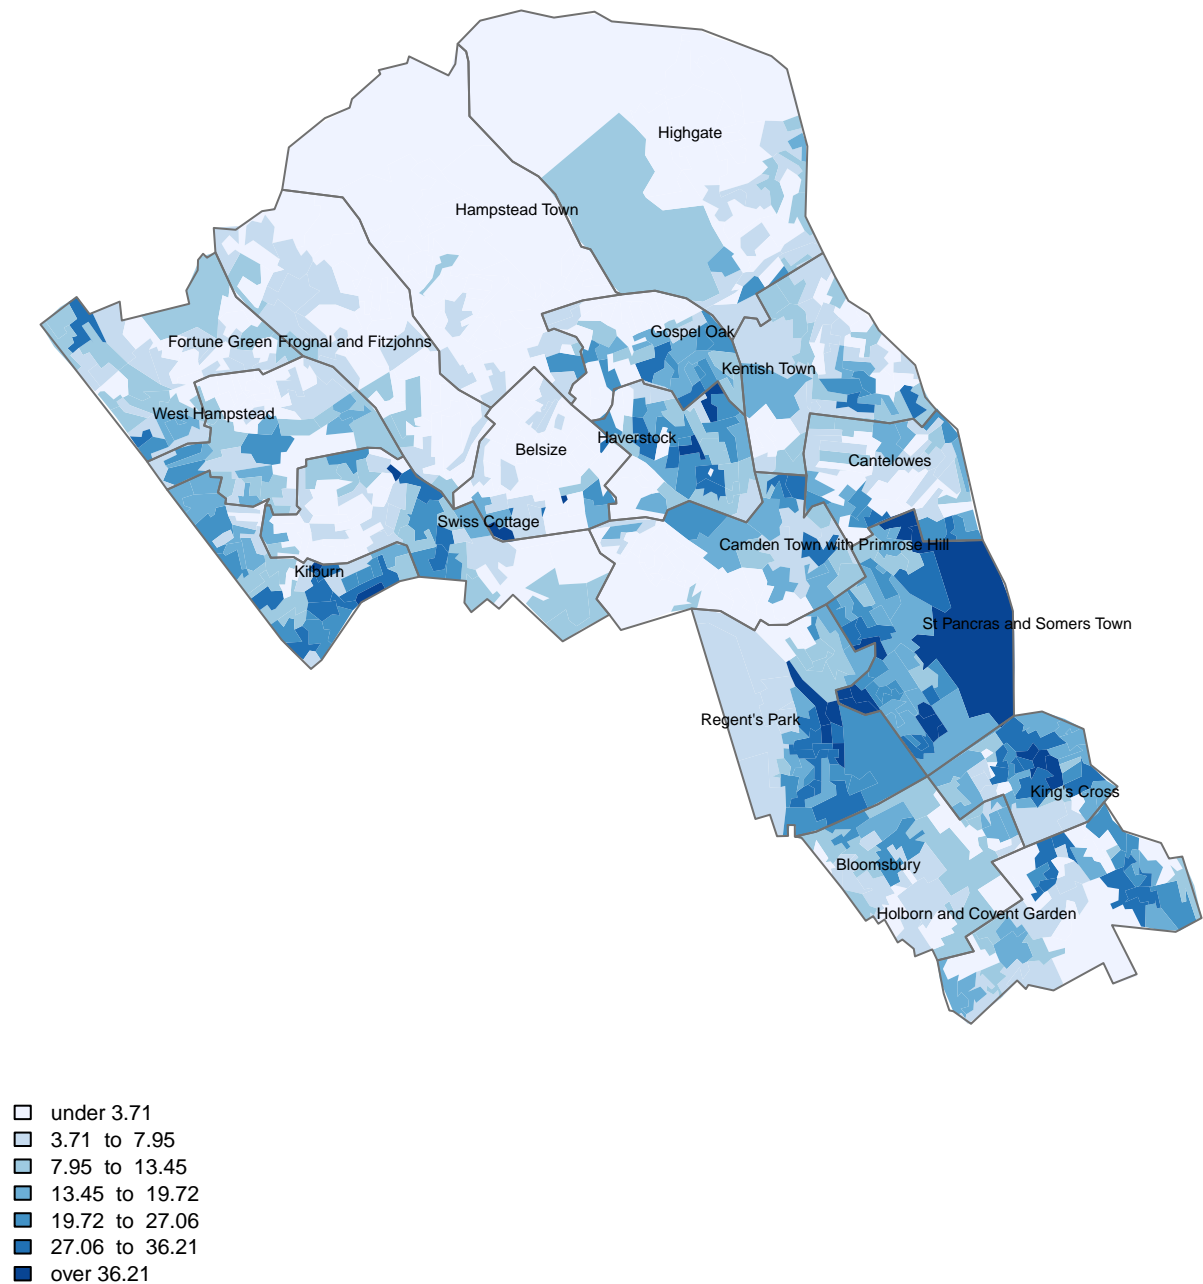 Highgate
Hampstead Town
Gospel Oak
Fortune Green
Frognal and Fitzjohns
Kentish Town
West Hampstead
Haverstock
Belsize
Cantelowes
Swiss Cottage
Camden Town with Primrose Hill
Kilburn
St Pancras and Somers Town
Regent's Park
King's Cross
Bloomsbury
Holborn and Covent Garden
under 3.71
3.71 to 7.95
7.95 to 13.45
13.45 to 19.72
19.72 to 27.06
27.06 to 36.21
over 36.21